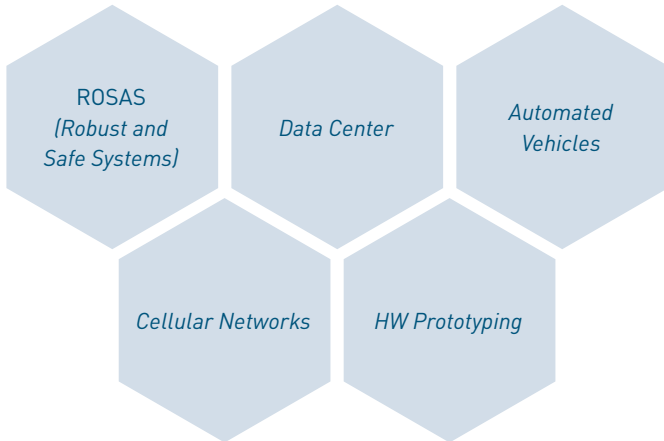 ROSAS
(Robust and
Safe Systems)
Data Center
Automated
Vehicles
Cellular Networks
HW Prototyping